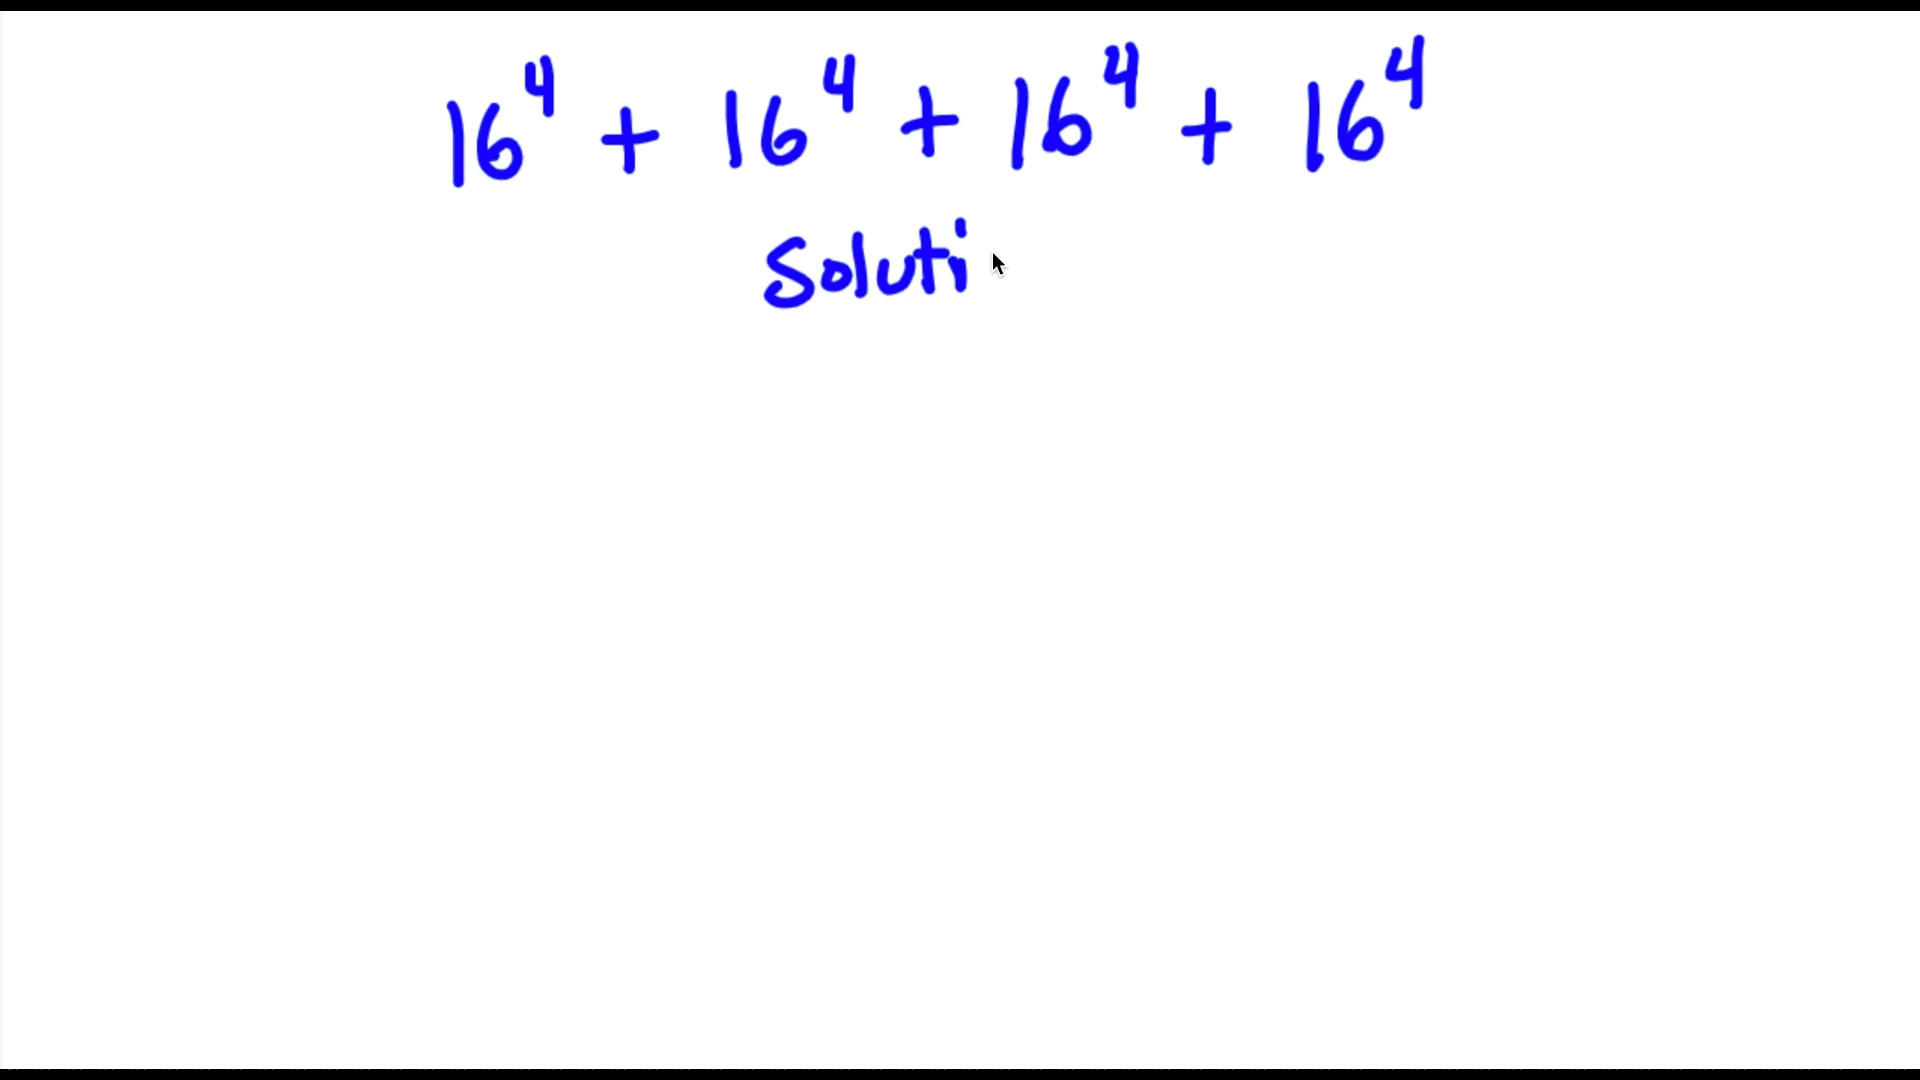 16⁴ + 16⁴ + 16⁴ + 16⁴
Soluti